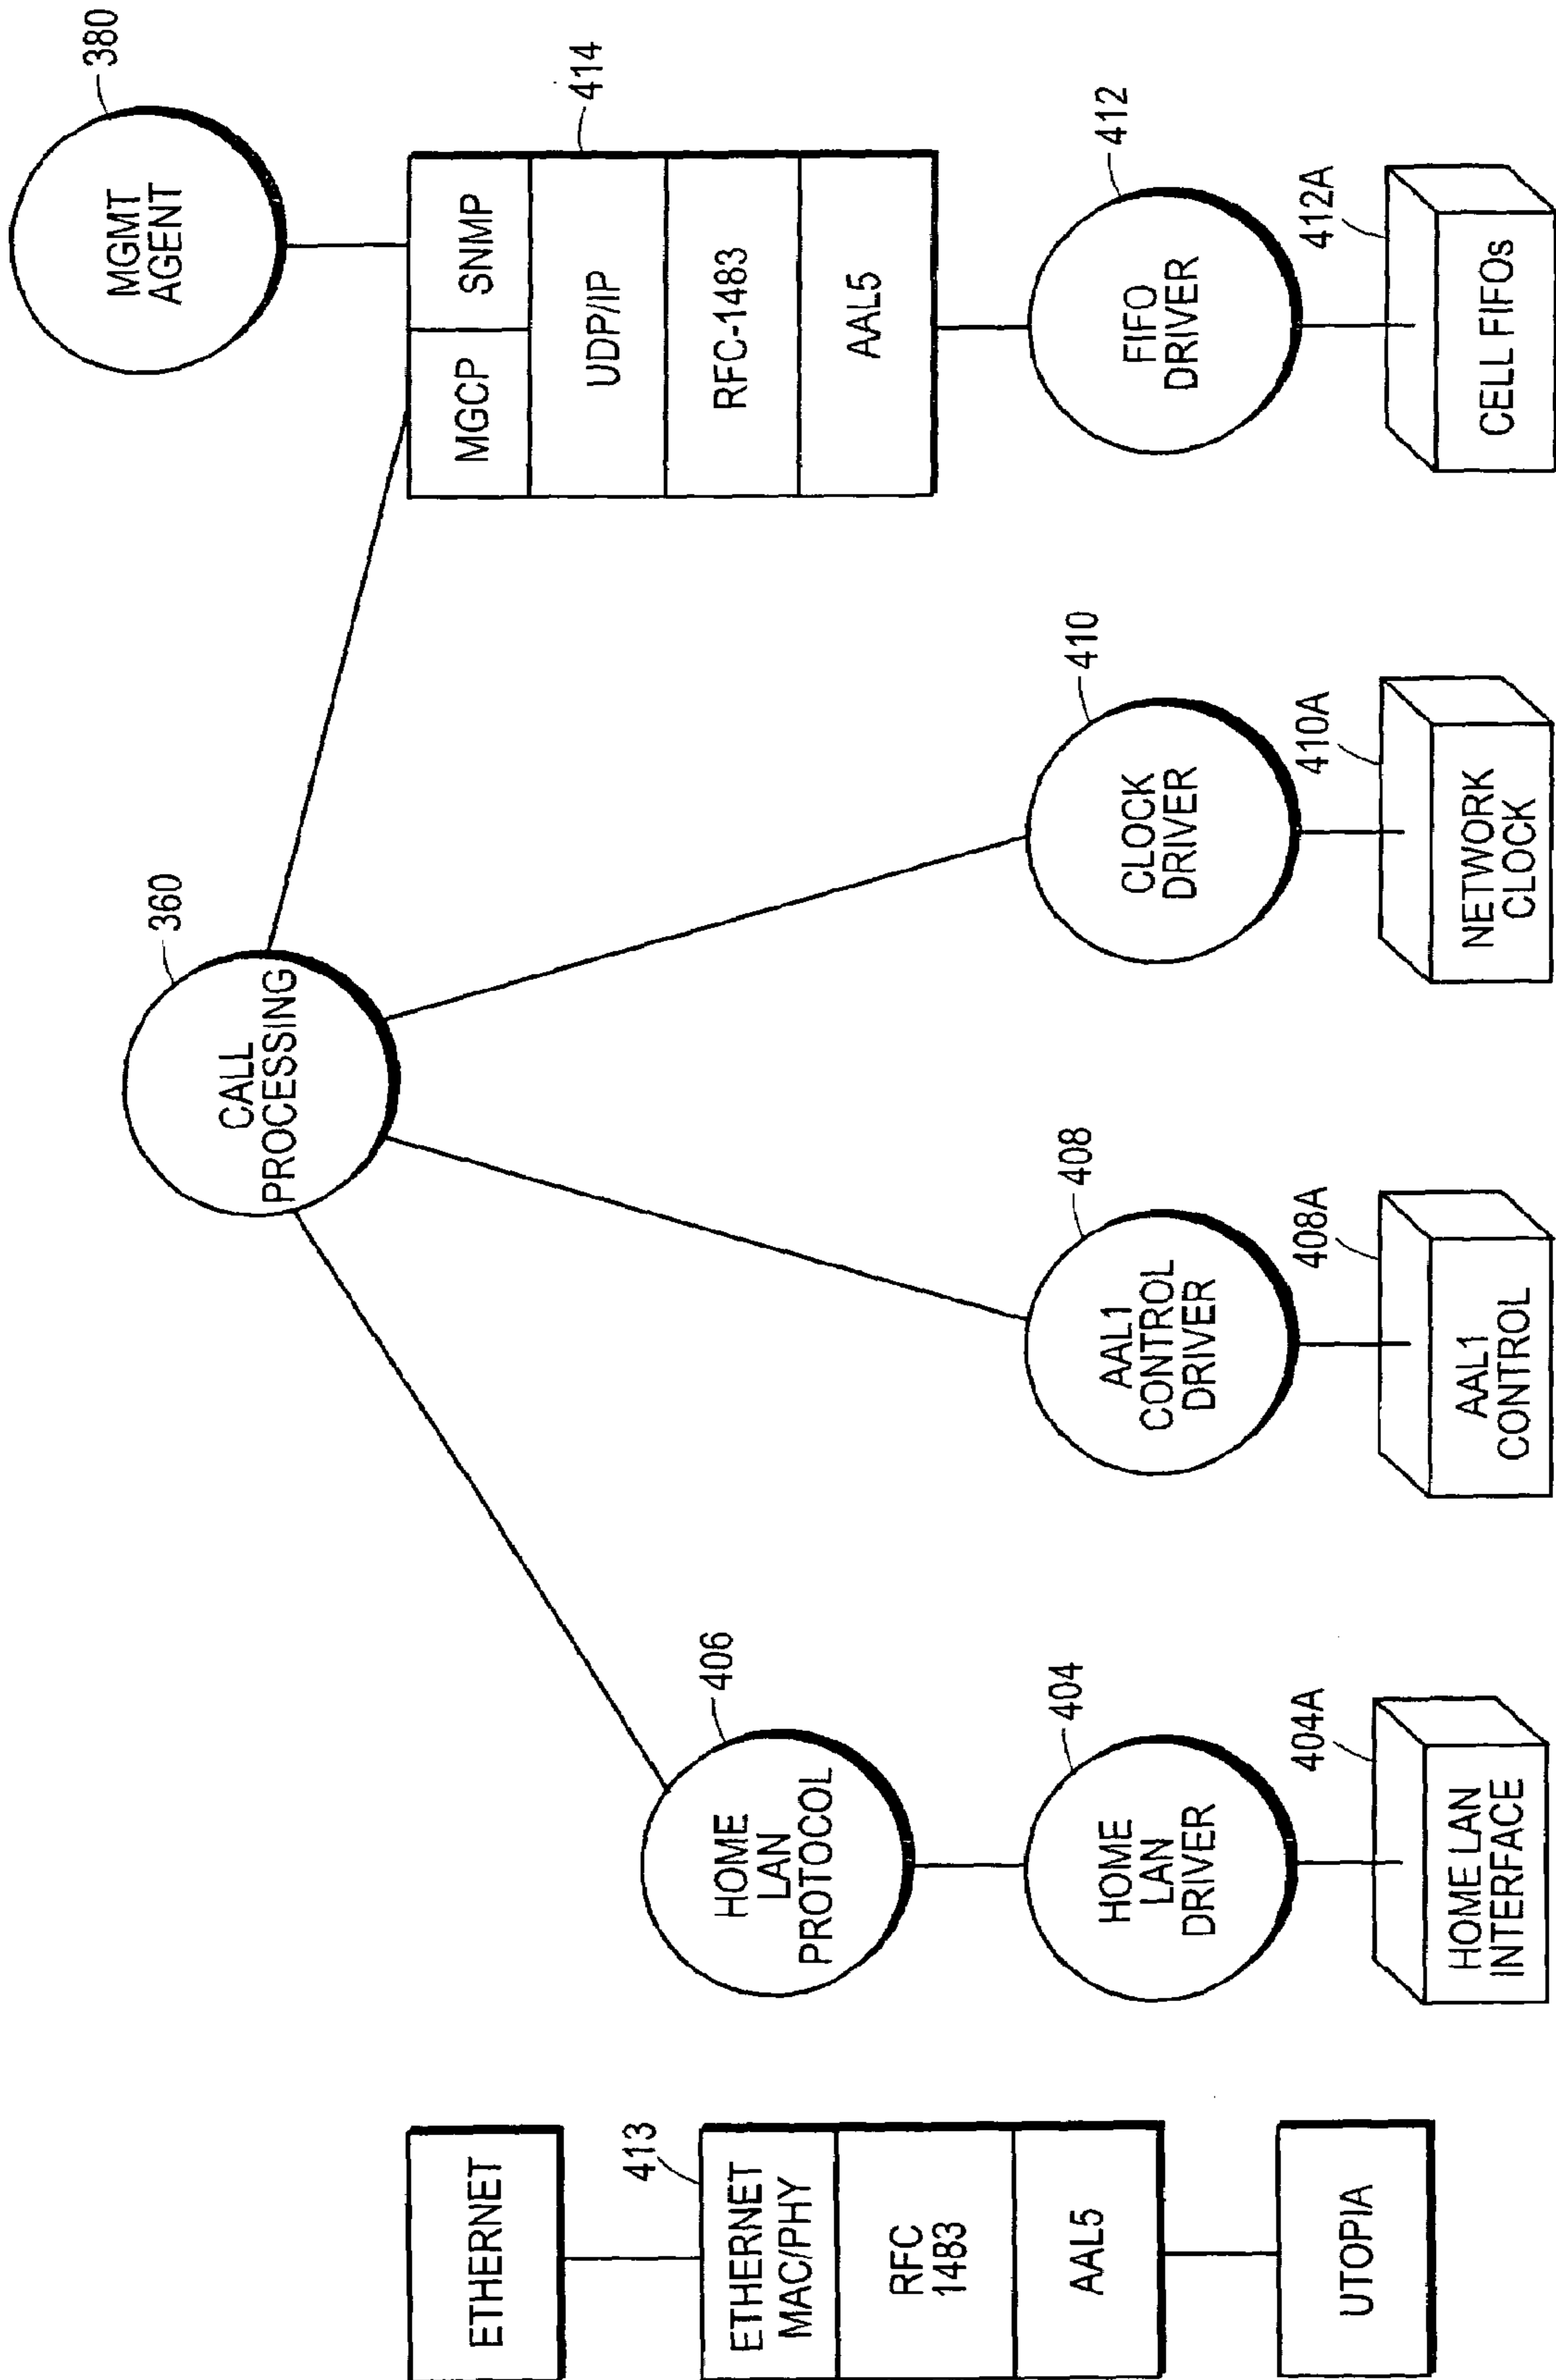 380
MGMT
AGENT
360
CALL
PROCESSING
414
MGCP
SNMP
UDP/IP
RFC-1483
AAL5
ETHERNET
413
ETHERNET
MAC/PHY
RFC
1483
AAL5
UTOPIA
406
HOME
LAN
PROTOCOL
404
HOME
LAN
DRIVER
404A
HOME LAN
INTERFACE
408
AAL1
CONTROL
DRIVER
408A
AAL1
CONTROL
410
CLOCK
DRIVER
410A
NETWORK
CLOCK
412
FIFO
DRIVER
412A
CELL FIFOs